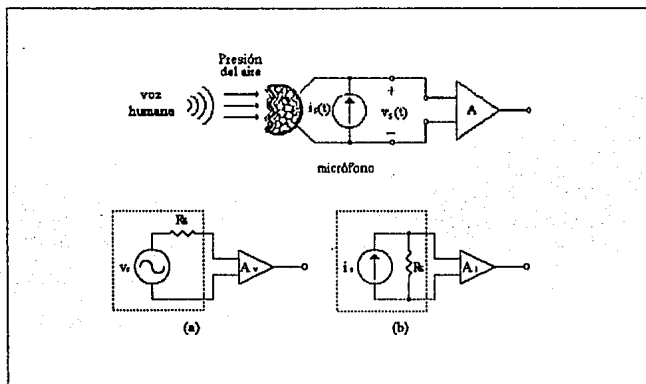 Presión
del aire
voz
humana
i_s(t)
+
v_s(t)
−
A
micrófono
R_s
v_s
A_v
(a)
i_s
R_s
A_i
(b)